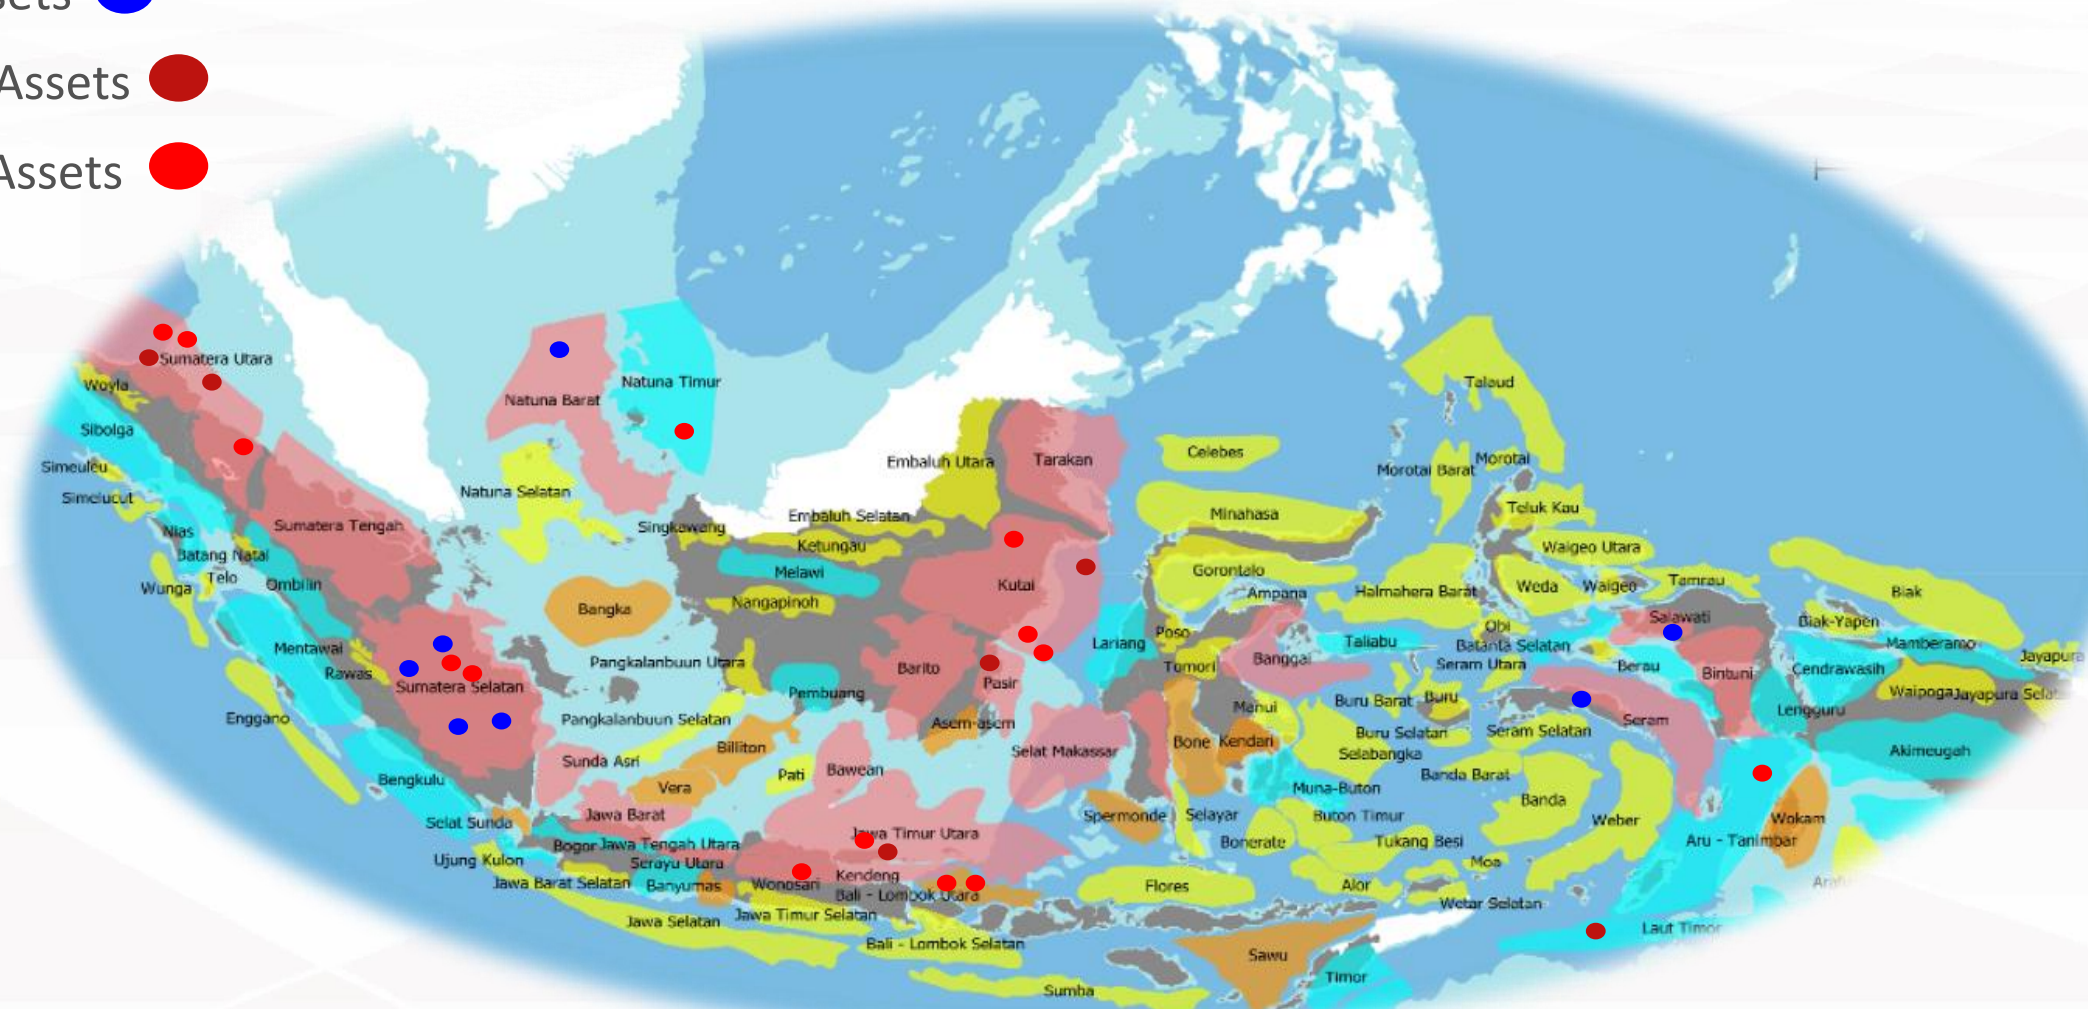 Assets
Assets
Sumatera Utara
Woyla
Natuna Timur
Talaud
Natuna Barat
Sibolga
Celebes
Embaluh Utara
Tarakan
Morotai Barat
Morotai
Simeuleu
Simelucut
Natuna Selatan
Teluk Kau
Minahasa
Embaluh Selatan
Singkawang
Sumatera Tengah
Nias
Ketungau
Waigeo Utara
Batang Natal
Telo
Melawi
Gorontalo
Wunga
Ombilin
Kutai
Ampana
Halmahera Barat
Weda
Waigeo
Tamrau
Biak
Bangka
Nangapinoh
Salawati
Biak-Yapen
Obi
Poso
Lariang
Taliabu
Batanta Selatan
Mamberamo
Mentawai
Pangkalanbuun Utara
Barito
Tomori
Banggai
Seram Utara
Berau
Cendrawasih
Jayapura
Rawas
Sumatera Selatan
Pasir
Bintuni
Pembuang
Buru Barat
Buru
Waipoga
Jayapura Selat
Enggano
Pangkalanbuun Selatan
Asem-asem
Manui
Seram
Lengguru
Billiton
Selat Makassar
Bone
Kendari
Buru Selatan
Seram Selatan
Akimeugah
Sunda Asri
Pati
Bawean
Selabangka
Banda Barat
Bengkulu
Vera
Muna-Buton
Banda
Selat Sunda
Jawa Barat
Spermonde
Selayar
Buton Timur
Weber
Wokam
Bogor
Jawa Tengah Utara
Jawa Timur Utara
Bonerate
Tukang Besi
Aru - Tanimbar
Ujung Kulon
Serayu Utara
Moa
Jawa Barat Selatan
Banyumas
Wonosari
Kendeng
Flores
Alor
Bali - Lombok Utara
Wetar Selatan
Jawa Selatan
Jawa Timur Selatan
Laut Timor
Bali - Lombok Selatan
Sawu
Timor
Sumba